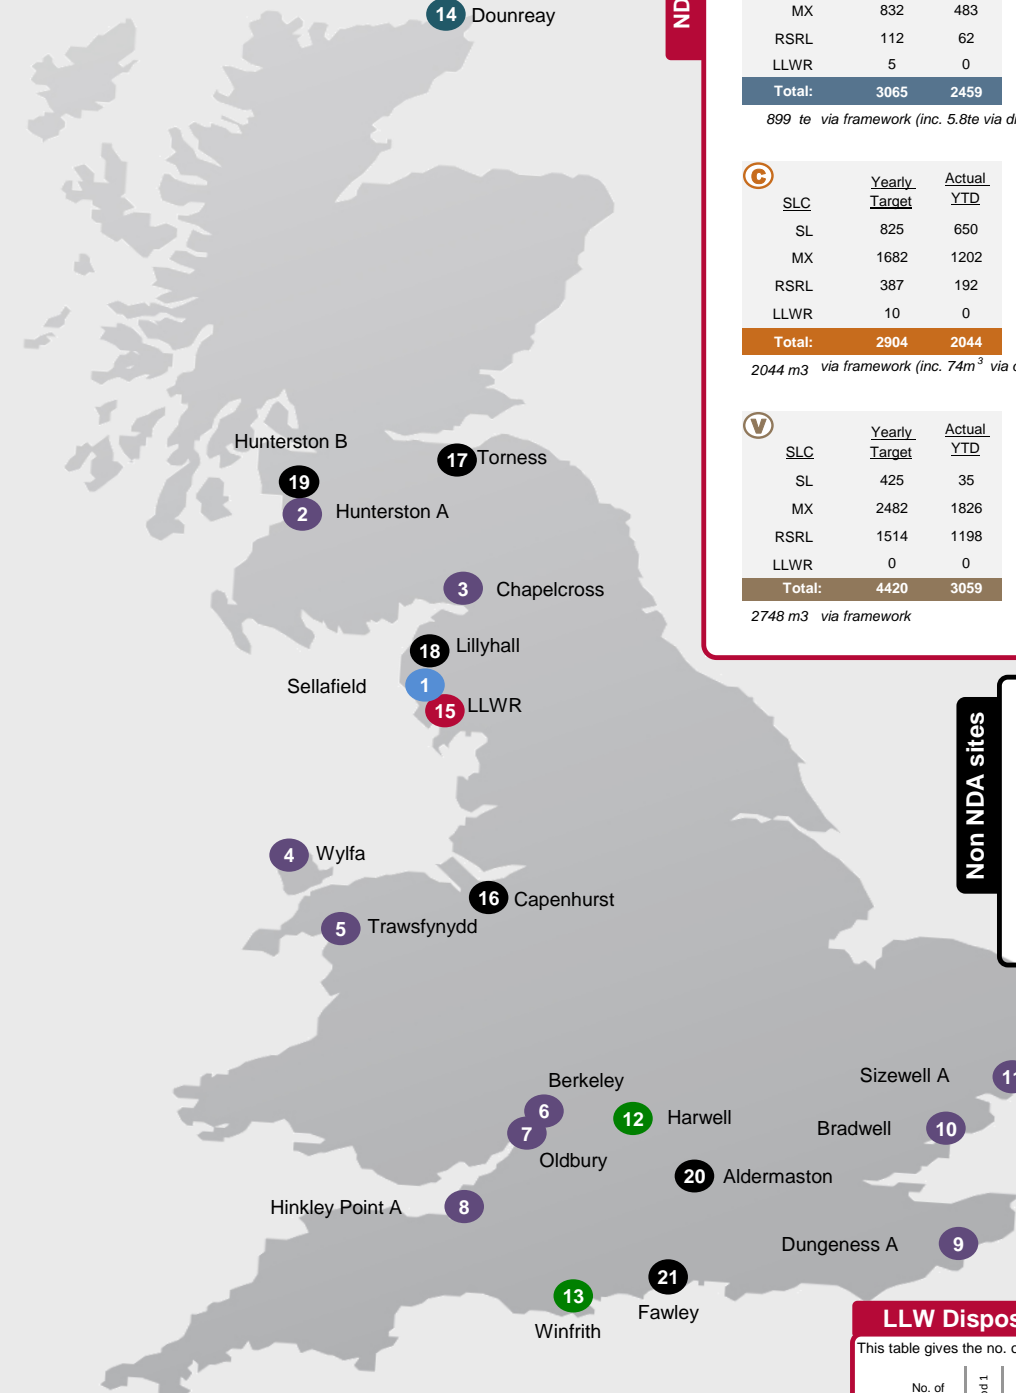 14 Dounreay
ND
MX 832 483
RSRL 112 62
LLWR 5 0
Total: 3065 2459
899 te via framework (inc. 5.8te via di
C
SLC Yearly Target Actual YTD
SL 825 650
MX 1682 1202
RSRL 387 192
LLWR 10 0
Total: 2904 2044
2044 m3 via framework (inc. 74m³ via
V
SLC Yearly Target Actual YTD
SL 425 35
MX 2482 1826
RSRL 1514 1198
LLWR 0 0
Total: 4420 3059
2748 m3 via framework
Hunterston B
19
17 Torness
2 Hunterston A
3 Chapelcross
18 Lillyhall
Sellafield 1
15 LLWR
Non NDA sites
4 Wylfa
16 Capenhurst
5 Trawsfynydd
Berkeley
6
7
Oldbury
12 Harwell
Sizewell A 11
Bradwell 10
20 Aldermaston
Hinkley Point A 8
Dungeness A 9
21
Fawley
13
Winfrith
LLW Dispos
This table gives the no. o
No. of
od 1